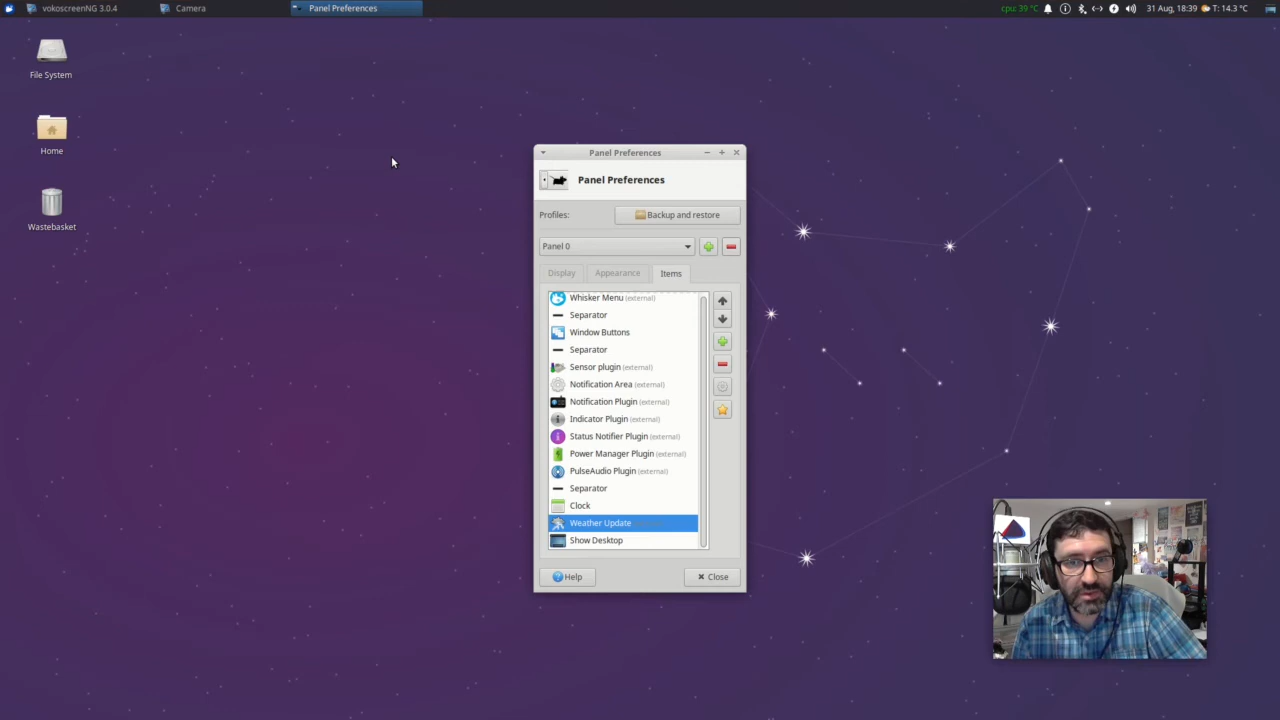 vokoscreenNG 3.0.4
Camera
Panel Preferences
cpu: 39 °C
31 Aug, 18:39
T: 14.3 °C
File System
Home
Wastebasket
Panel Preferences
Panel Preferences
Profiles:
Backup and restore
Panel 0
Display
Appearance
Items
Whisker Menu (external)
Separator
Window Buttons
Separator
Sensor plugin (external)
Notification Area (external)
Notification Plugin (external)
Indicator Plugin (external)
Status Notifier Plugin (external)
Power Manager Plugin (external)
PulseAudio Plugin (external)
Separator
Clock
Weather Update
Show Desktop
Help
Close